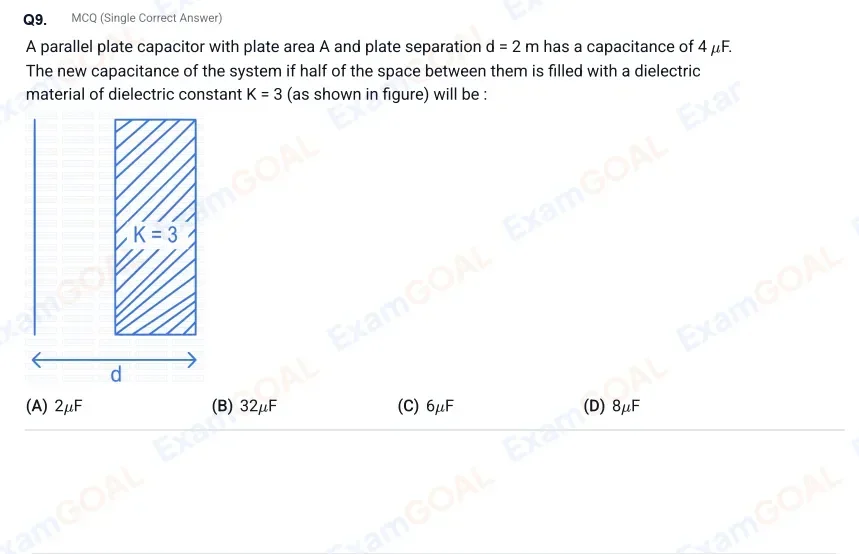 Q9. MCQ (Single Correct Answer)
A parallel plate capacitor with plate area A and plate separation d = 2 m has a capacitance of 4 μF.
The new capacitance of the system if half of the space between them is filled with a dielectric
material of dielectric constant K = 3 (as shown in figure) will be :
K = 3
d
(A) 2μF (B) 32μF (C) 6μF (D) 8μF
ExamGOAL